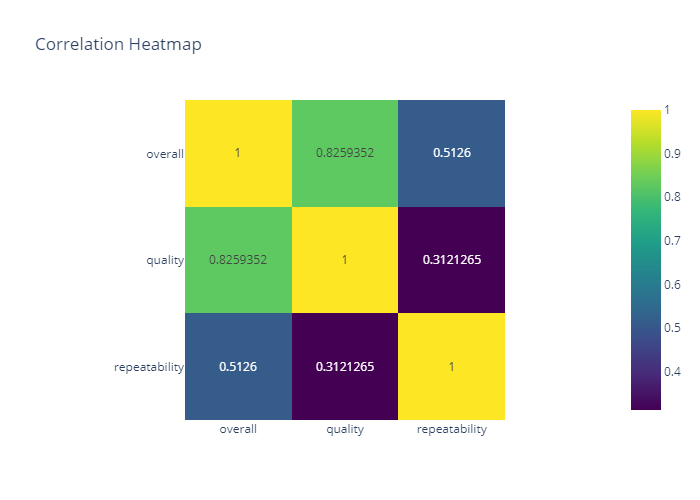 Correlation Heatmap
overall
1
0.8259352
0.5126
quality
0.8259352
1
0.3121265
repeatability
0.5126
0.3121265
1
overall
quality
repeatability
1
0.9
0.8
0.7
0.6
0.5
0.4